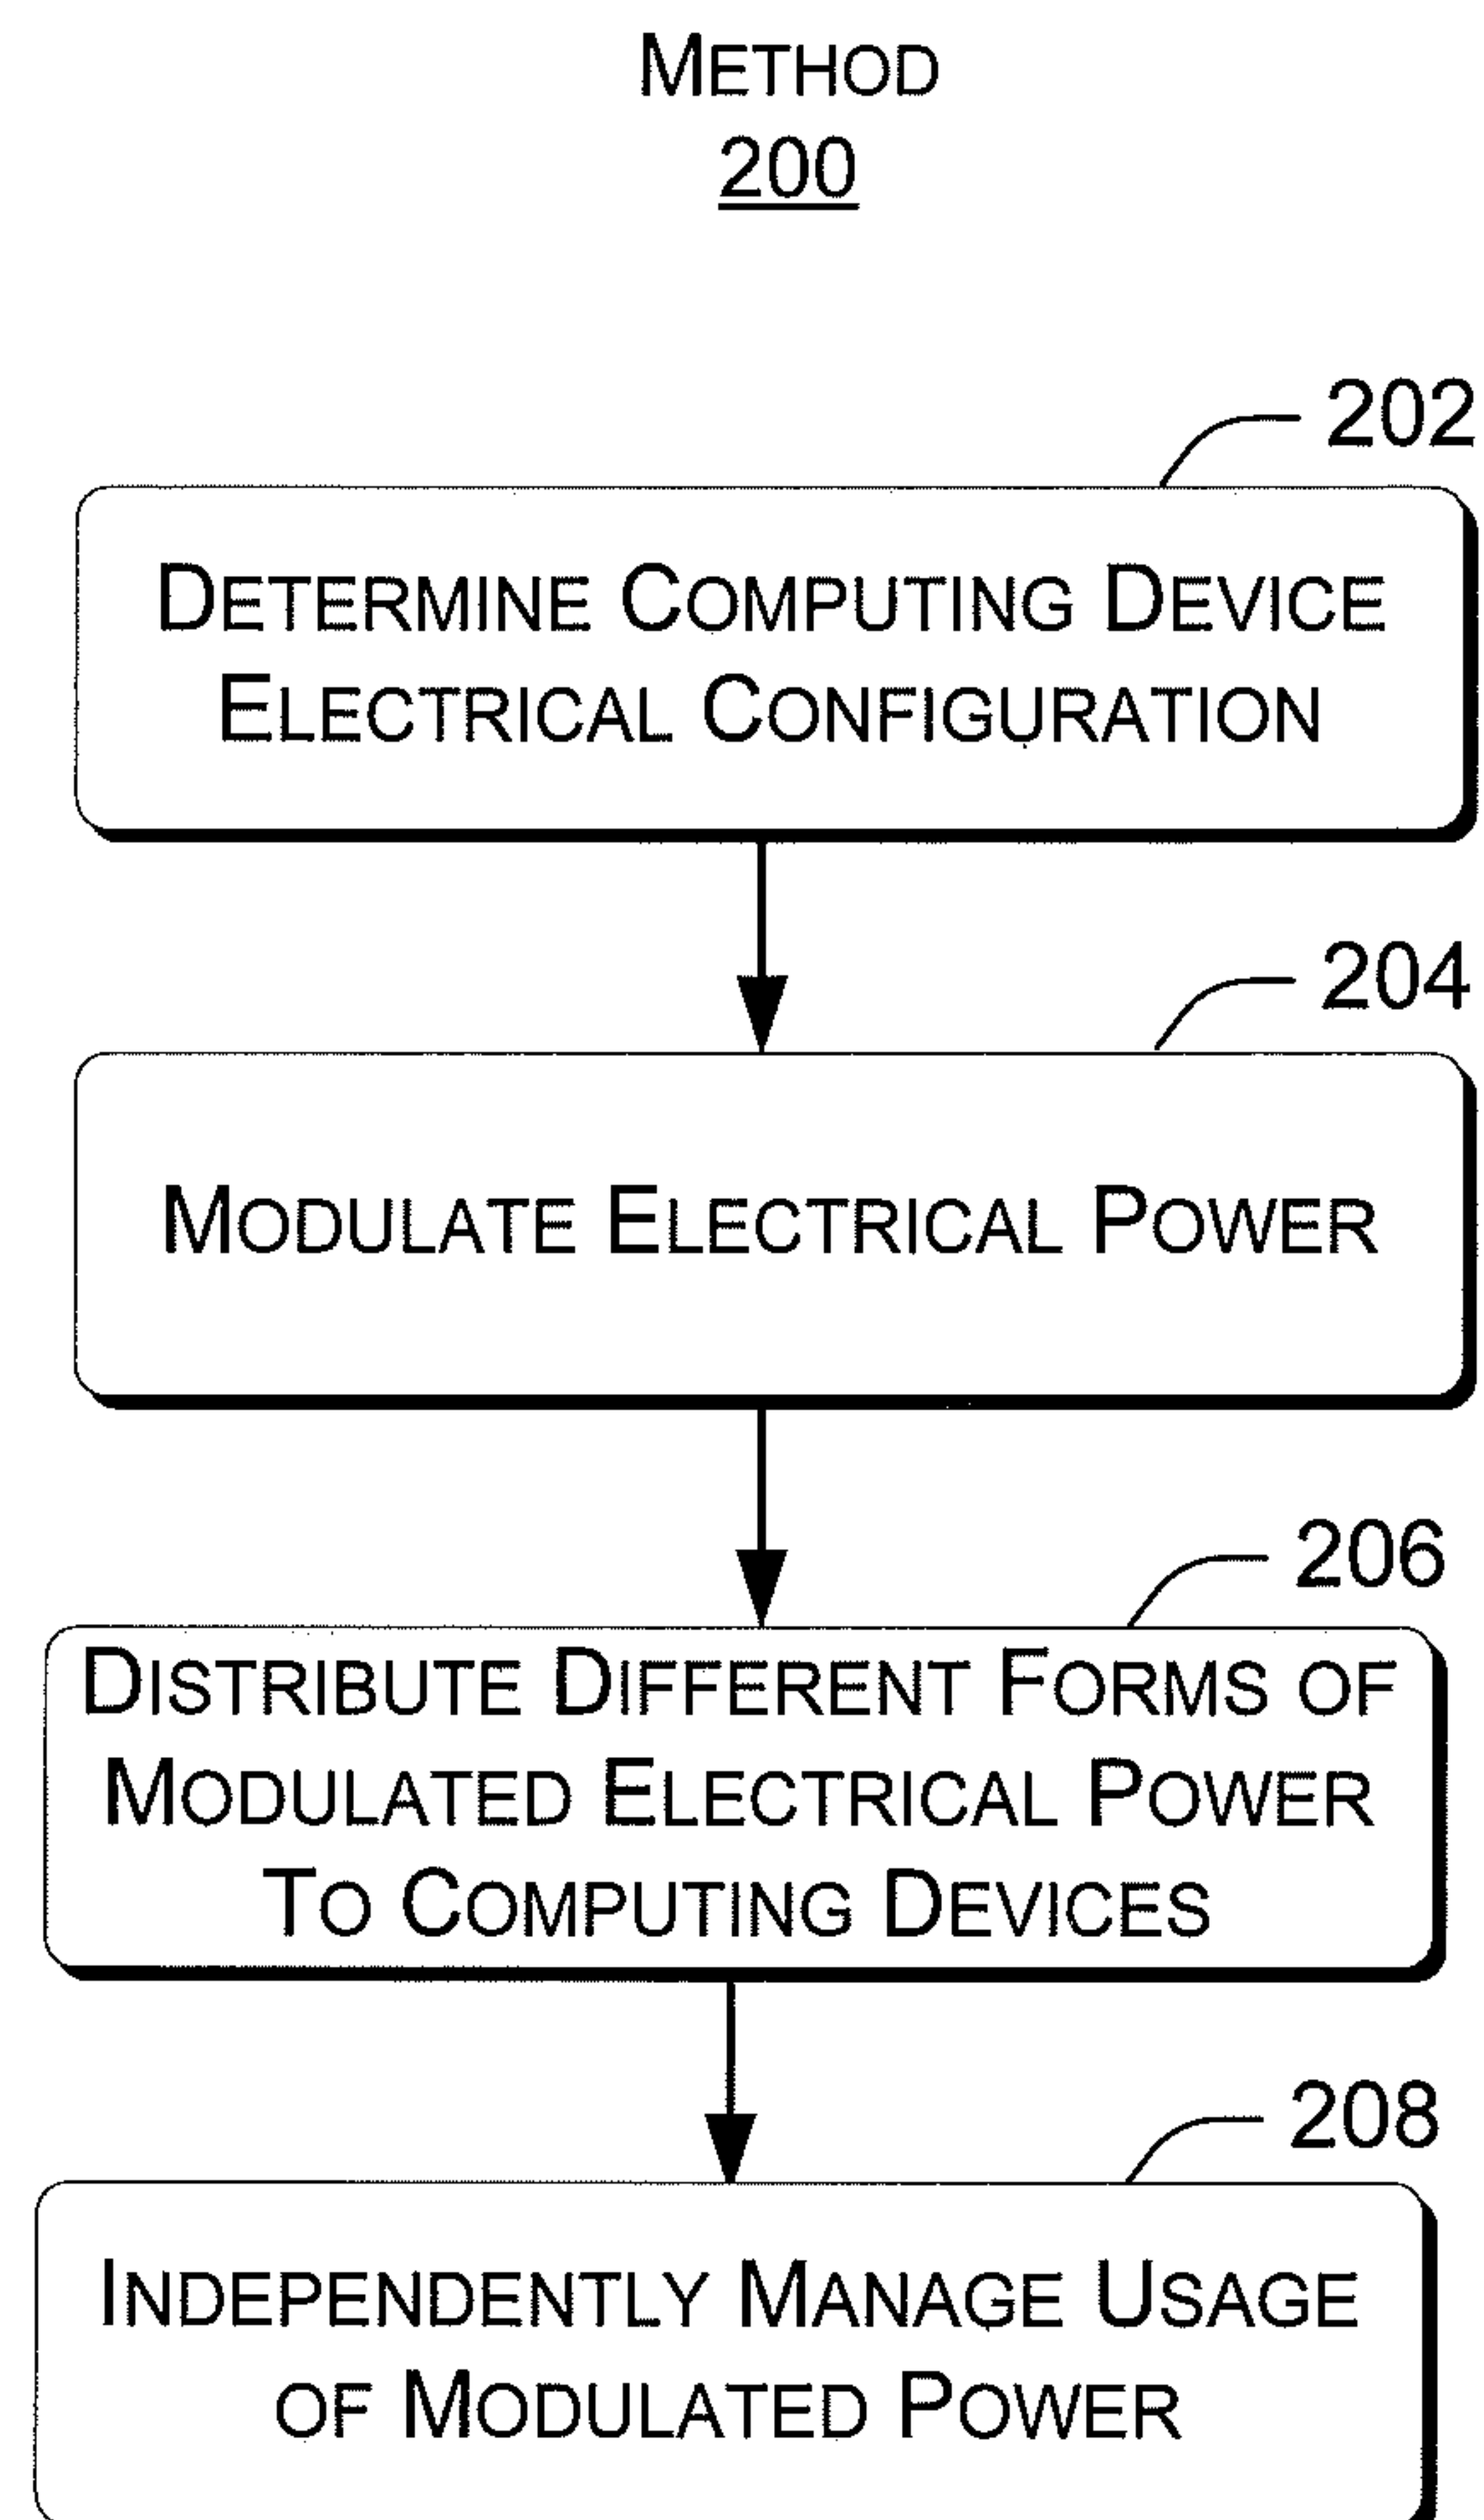 METHOD
200
202
DETERMINE COMPUTING DEVICE
ELECTRICAL CONFIGURATION
204
MODULATE ELECTRICAL POWER
206
DISTRIBUTE DIFFERENT FORMS OF
MODULATED ELECTRICAL POWER
TO COMPUTING DEVICES
208
INDEPENDENTLY MANAGE USAGE
OF MODULATED POWER